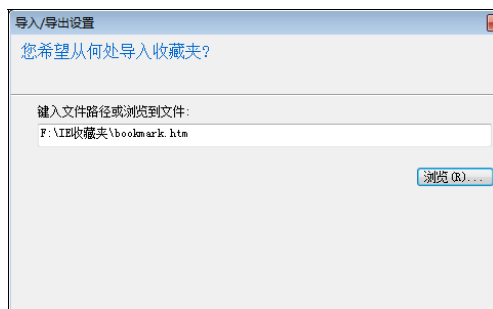 导入/导出设置
您希望从何处导入收藏夹?
键入文件路径或浏览到文件:
F:\IE收藏夹\bookmark.htm
浏览(R)...